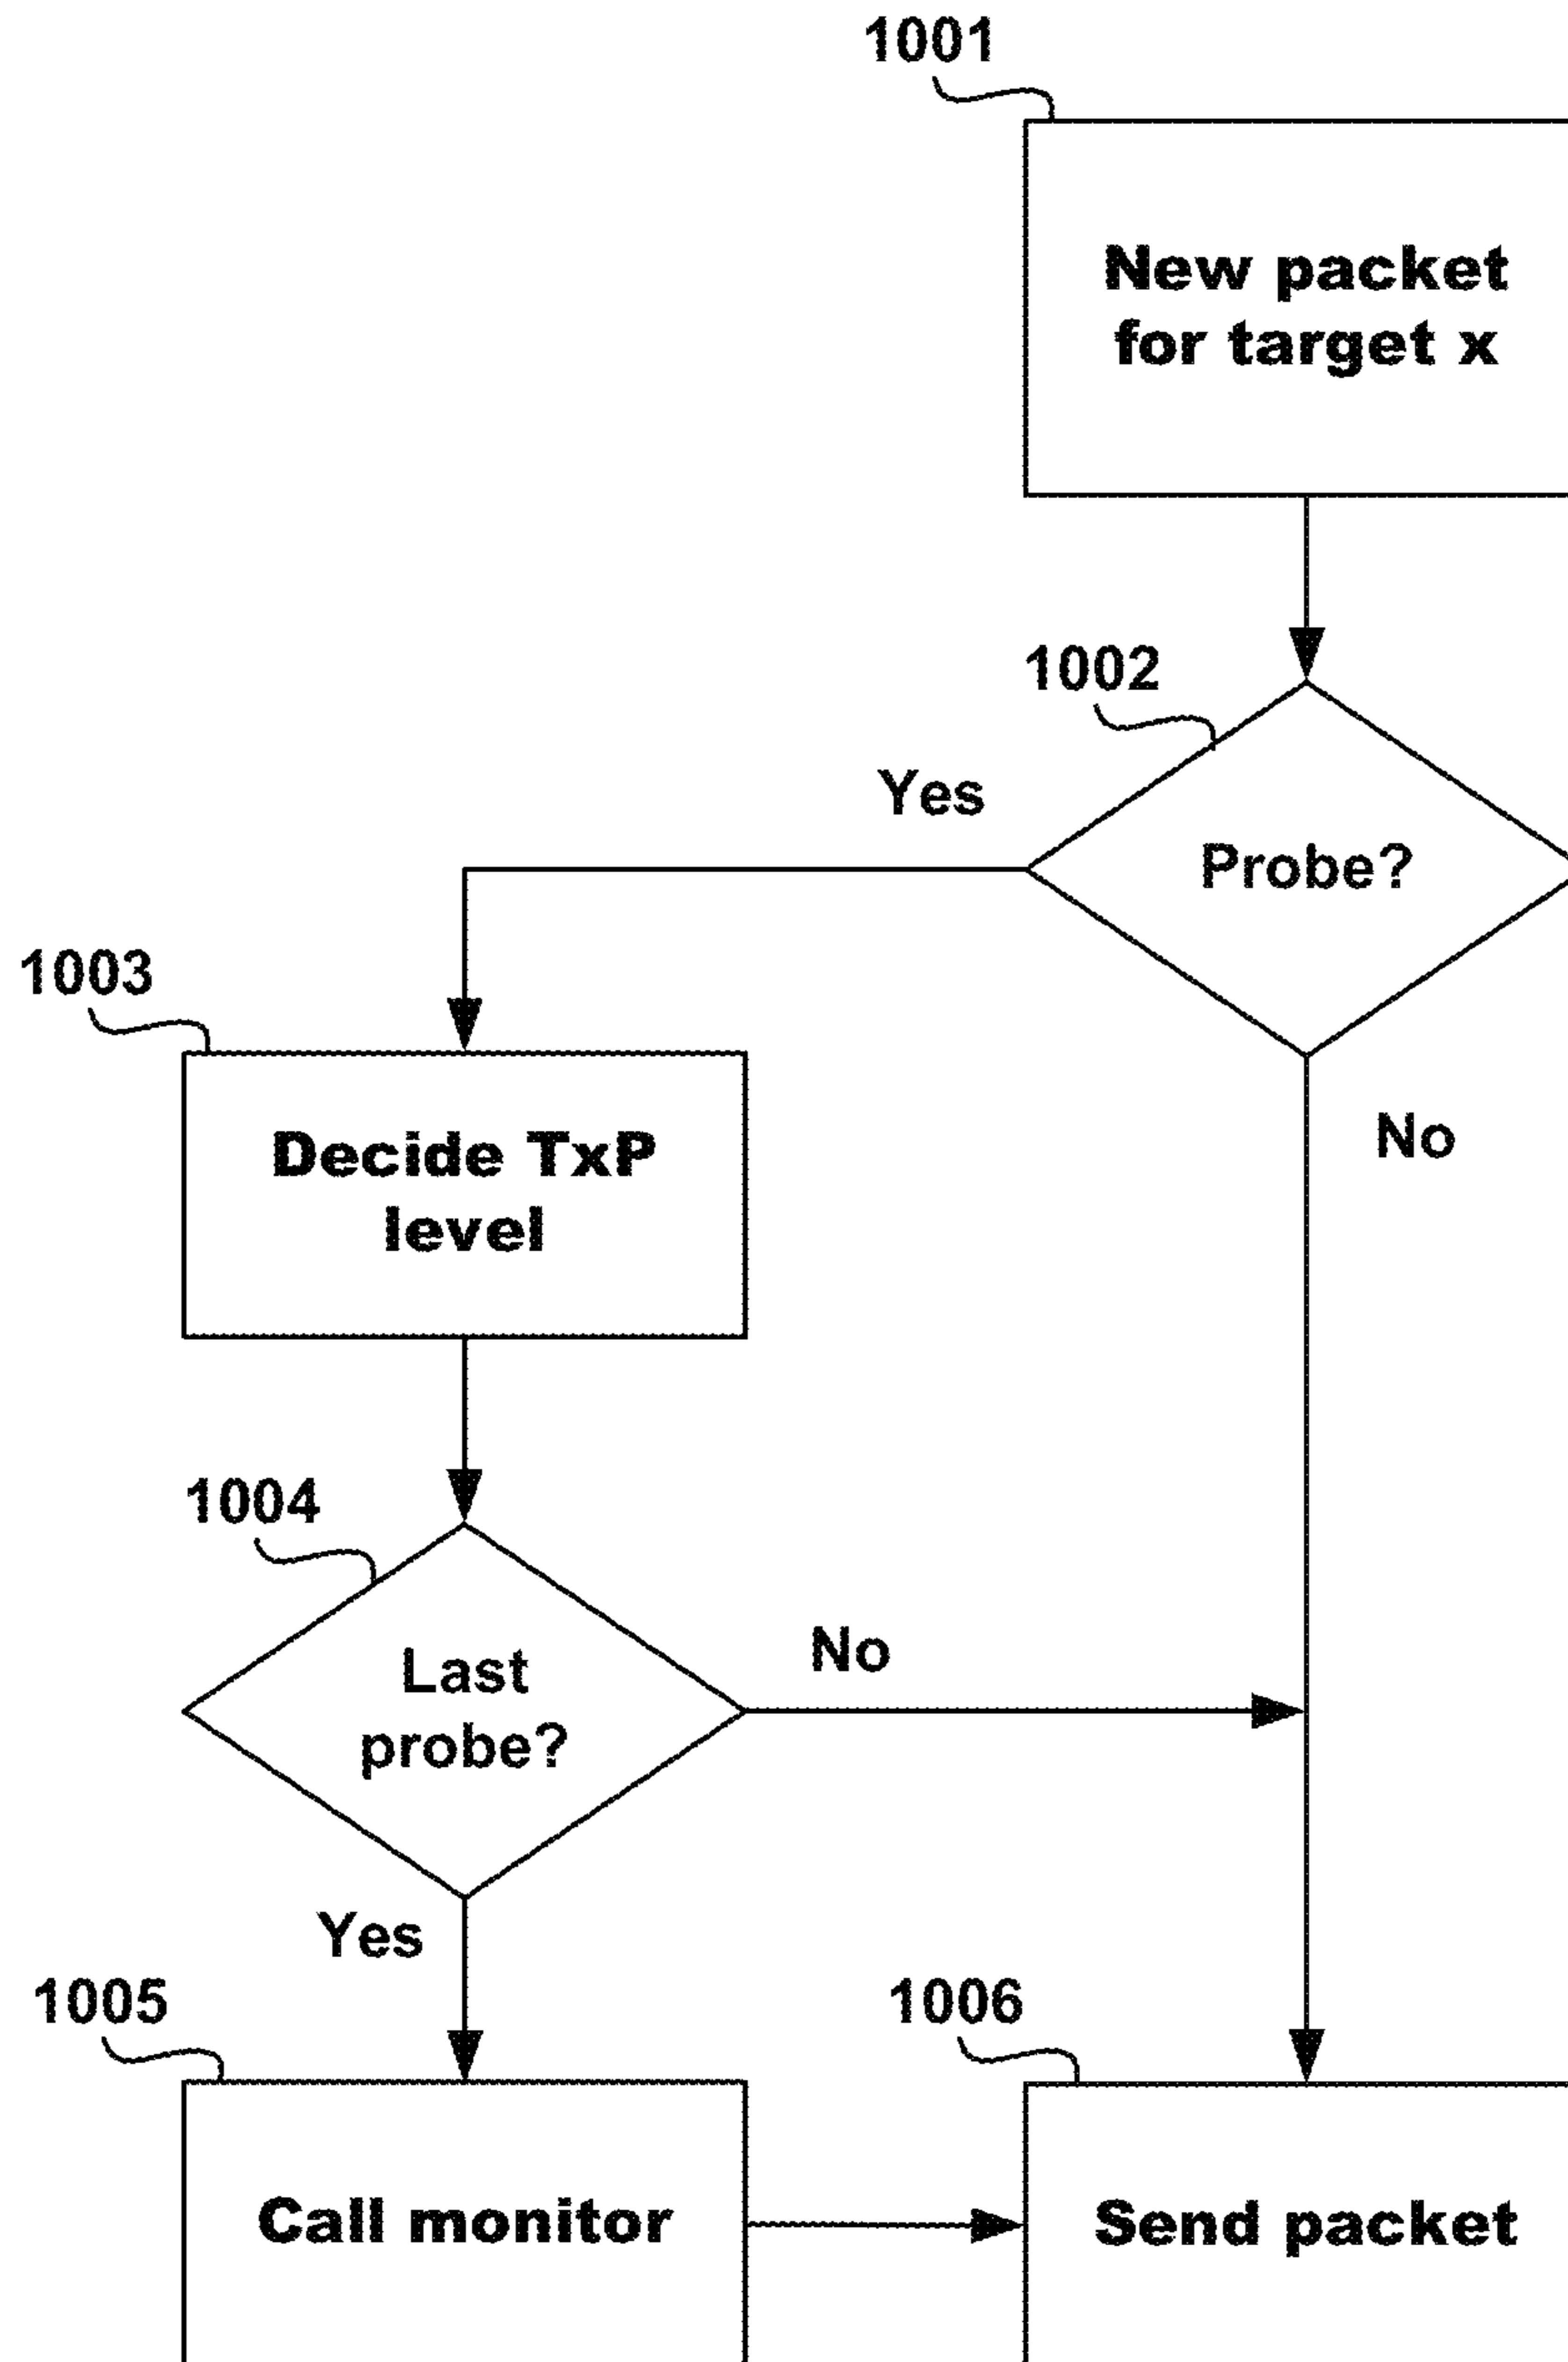 1001
New packet
for target x
1002
Yes
Probe?
1003
No
Decide TxP
level
1004
No
Last
probe?
Yes
1005
1006
Call monitor
Send packet